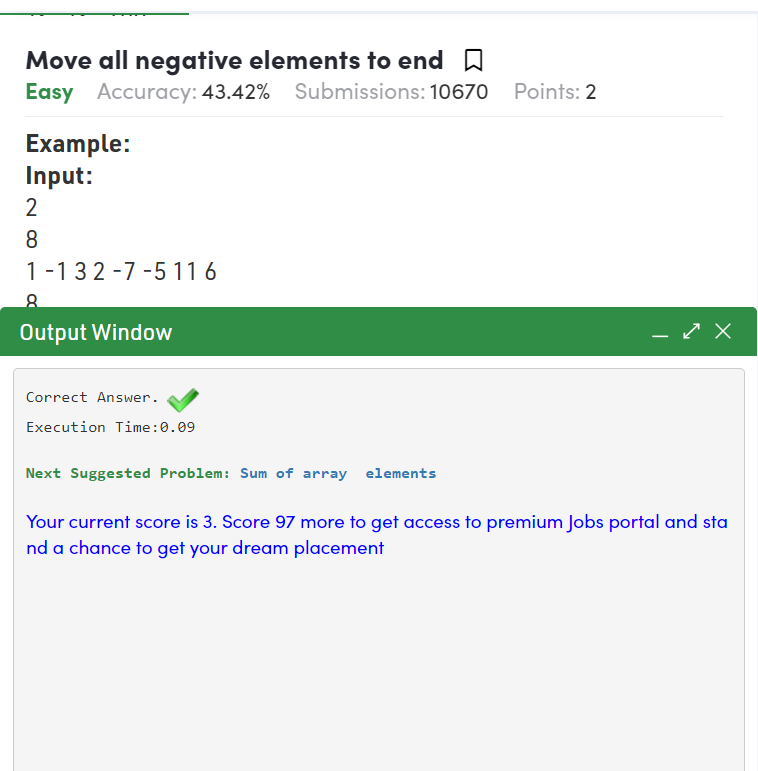 Move all negative elements to end
Easy Accuracy: 43.42% Submissions: 10670 Points: 2
Example:
Input:
2
8
1 -1 3 2 -7 -5 11 6
8
Output Window
Correct Answer.
Execution Time:0.09
Next Suggested Problem: Sum of array  elements
Your current score is 3. Score 97 more to get access to premium Jobs portal and sta
nd a chance to get your dream placement